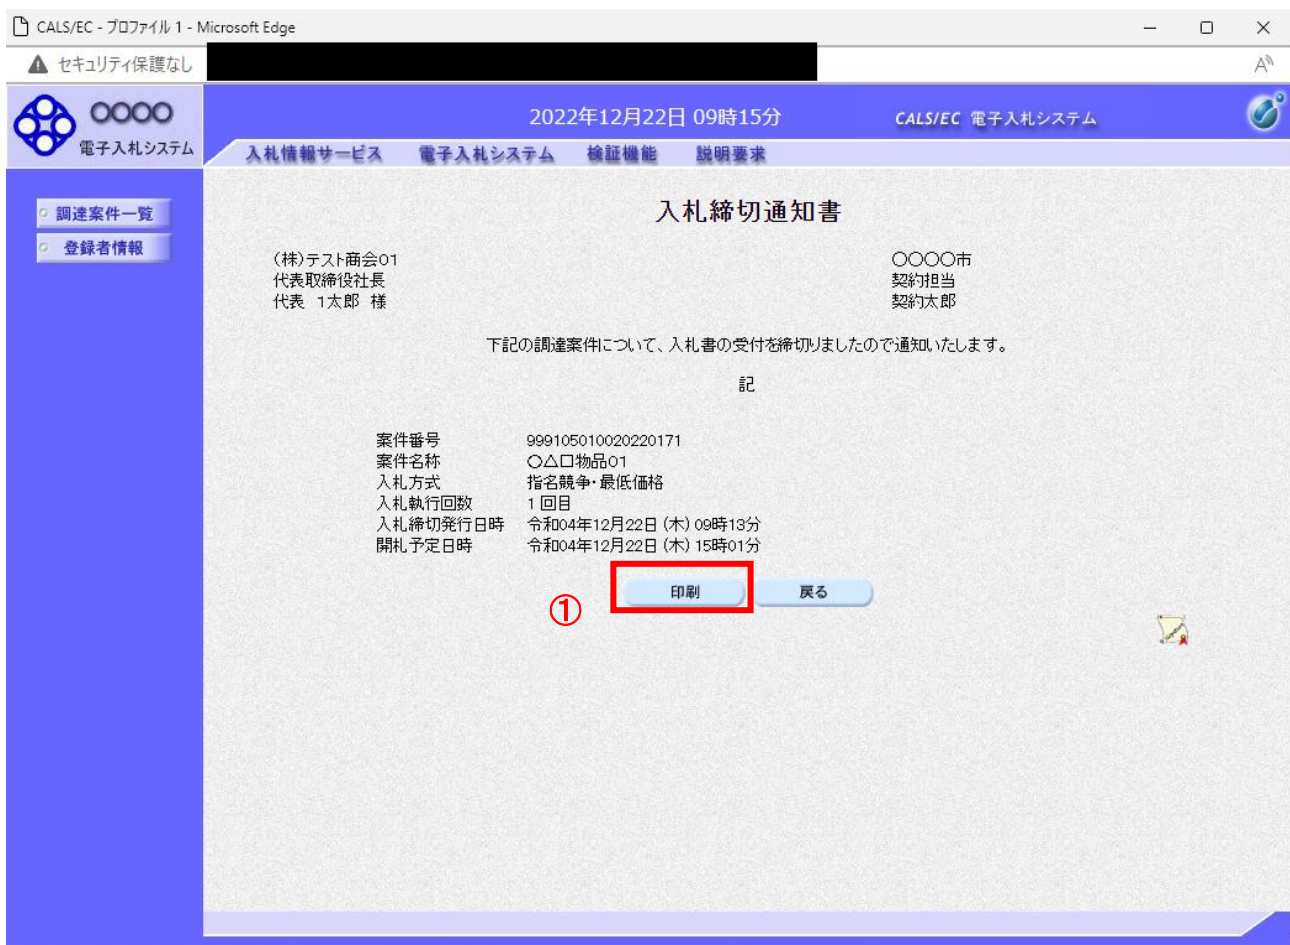 CALS/EC - プロファイル 1 - Microsoft Edge
セキュリティ保護なし
○○○○
電子入札システム
2022年12月22日 09時15分
CALS/EC 電子入札システム
入札情報サービス 電子入札システム 検証機能 説明要求
調達案件一覧
登録者情報
入札締切通知書
(株)テスト商会01
代表取締役社長
代表 1太郎 様
○○○○市
契約担当
契約太郎
下記の調達案件について、入札書の受付を締切りましたので通知いたします。
記
案件番号 999105010020220171
案件名称 ○△口物品01
入札方式 指名競争・最低価格
入札執行回数 1回目
入札締切発行日時 令和04年12月22日(木)09時13分
開札予定日時 令和04年12月22日(木)15時01分
① 印刷 戻る